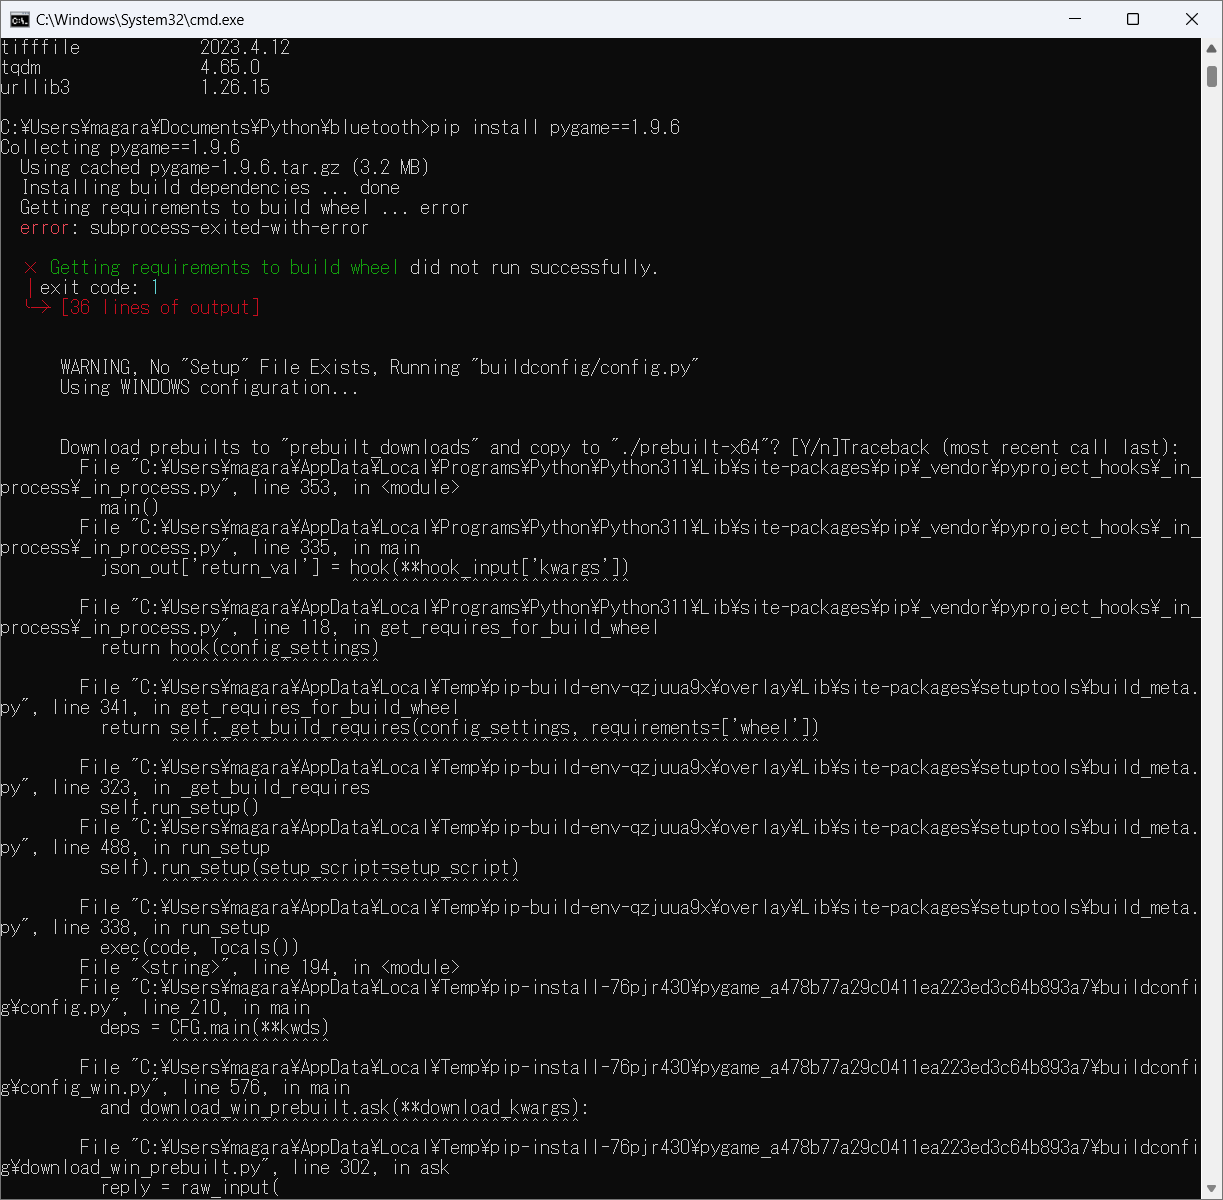 C:\Windows\System32\cmd.exe
tifffile 2023.4.12
tqdm 4.65.0
urllib3 1.26.15
C:¥Users¥magara¥Documents¥Python¥bluetooth>pip install pygame==1.9.6
Collecting pygame==1.9.6
Using cached pygame-1.9.6.tar.gz (3.2 MB)
Installing build dependencies ... done
Getting requirements to build wheel ... error
error: subprocess-exited-with-error
× Getting requirements to build wheel did not run successfully.
│ exit code: 1
╰─> [36 lines of output]
WARNING, No "Setup" File Exists, Running "buildconfig/config.py"
Using WINDOWS configuration...
Download prebuilts to "prebuilt_downloads" and copy to "./prebuilt-x64"? [Y/n]Traceback (most recent call last):
File "C:¥Users¥magara¥AppData¥Local¥Programs¥Python¥Python311¥Lib¥site-packages¥pip¥_vendor¥pyproject_hooks¥_in_
process¥_in_process.py", line 353, in <module>
main()
File "C:¥Users¥magara¥AppData¥Local¥Programs¥Python¥Python311¥Lib¥site-packages¥pip¥_vendor¥pyproject_hooks¥_in_
process¥_in_process.py", line 335, in main
json_out['return_val'] = hook(**hook_input['kwargs'])
^^^^^^^^^^^^^^^^^^^^^^^^^^^^
File "C:¥Users¥magara¥AppData¥Local¥Programs¥Python¥Python311¥Lib¥site-packages¥pip¥_vendor¥pyproject_hooks¥_in_
process¥_in_process.py", line 118, in get_requires_for_build_wheel
return hook(config_settings)
^^^^^^^^^^^^^^^^^^^^^
File "C:¥Users¥magara¥AppData¥Local¥Temp¥pip-build-env-qzjuua9x¥overlay¥Lib¥site-packages¥setuptools¥build_meta.
py", line 341, in get_requires_for_build_wheel
return self._get_build_requires(config_settings, requirements=['wheel'])
^^^^^^^^^^^^^^^^^^^^^^^^^^^^^^^^^^^^^^^^^^^^^^^^^^^^^^^^^^^^^^^^^
File "C:¥Users¥magara¥AppData¥Local¥Temp¥pip-build-env-qzjuua9x¥overlay¥Lib¥site-packages¥setuptools¥build_meta.
py", line 323, in _get_build_requires
self.run_setup()
File "C:¥Users¥magara¥AppData¥Local¥Temp¥pip-build-env-qzjuua9x¥overlay¥Lib¥site-packages¥setuptools¥build_meta.
py", line 488, in run_setup
self).run_setup(setup_script=setup_script)
^^^^^^^^^^^^^^^^^^^^^^^^^^^^^^^^^^^^
File "C:¥Users¥magara¥AppData¥Local¥Temp¥pip-build-env-qzjuua9x¥overlay¥Lib¥site-packages¥setuptools¥build_meta.
py", line 338, in run_setup
exec(code, locals())
File "<string>", line 194, in <module>
File "C:¥Users¥magara¥AppData¥Local¥Temp¥pip-install-76pjr430¥pygame_a478b77a29c0411ea223ed3c64b893a7¥buildconfi
g¥config.py", line 210, in main
deps = CFG.main(**kwds)
^^^^^^^^^^^^^^^^
File "C:¥Users¥magara¥AppData¥Local¥Temp¥pip-install-76pjr430¥pygame_a478b77a29c0411ea223ed3c64b893a7¥buildconfi
g¥config_win.py", line 576, in main
and download_win_prebuilt.ask(**download_kwargs):
^^^^^^^^^^^^^^^^^^^^^^^^^^^^^^^^^^^^^^^^^^^^
File "C:¥Users¥magara¥AppData¥Local¥Temp¥pip-install-76pjr430¥pygame_a478b77a29c0411ea223ed3c64b893a7¥buildconfi
g¥download_win_prebuilt.py", line 302, in ask
reply = raw_input(